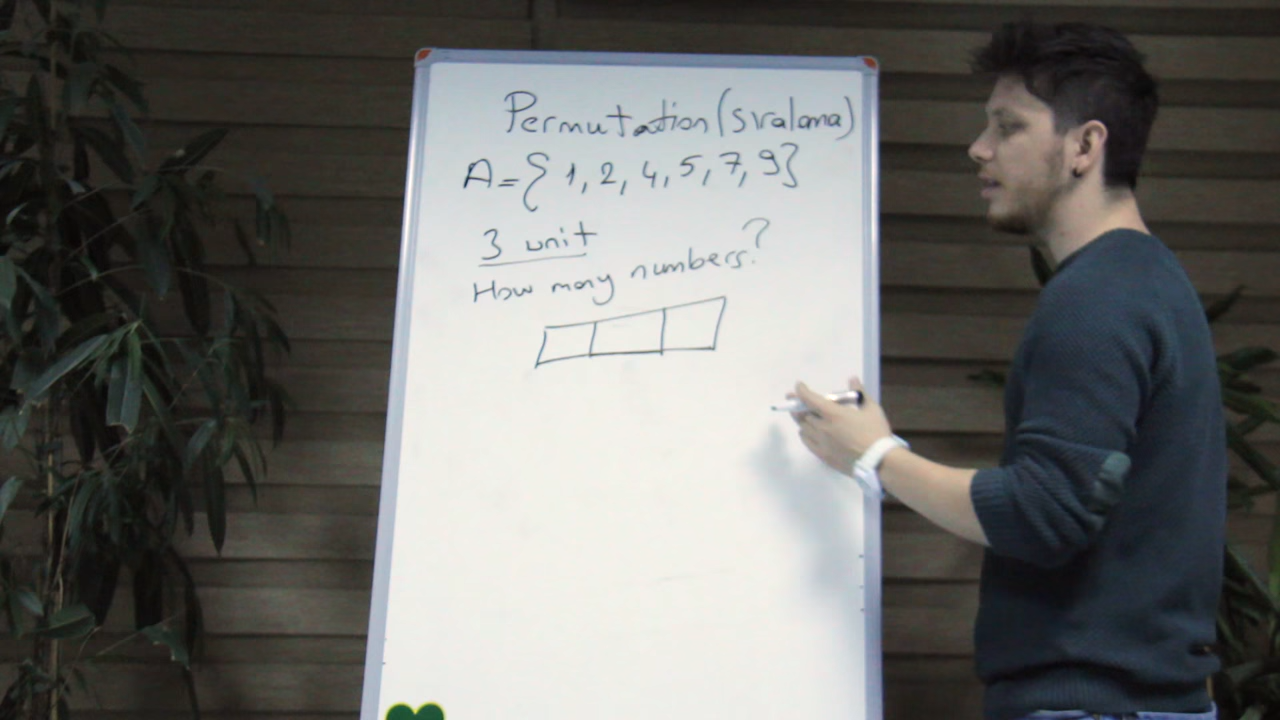 Permutation (Sıralama)
A = { 1, 2, 4, 5, 7, 9}
3 unit
How many numbers?